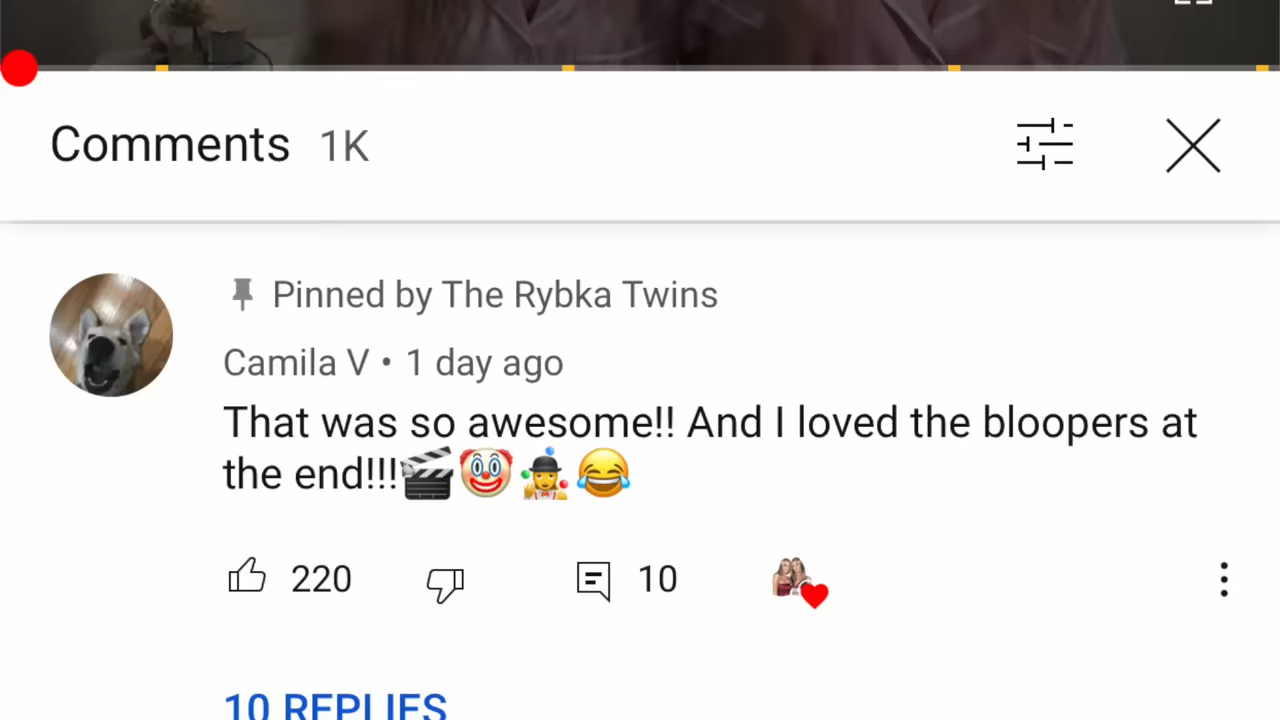 Comments 1K
Pinned by The Rybka Twins
Camila V • 1 day ago
That was so awesome!! And I loved the bloopers at
the end!!!🎬🤡🤹😂
220 10
10 REPLIES